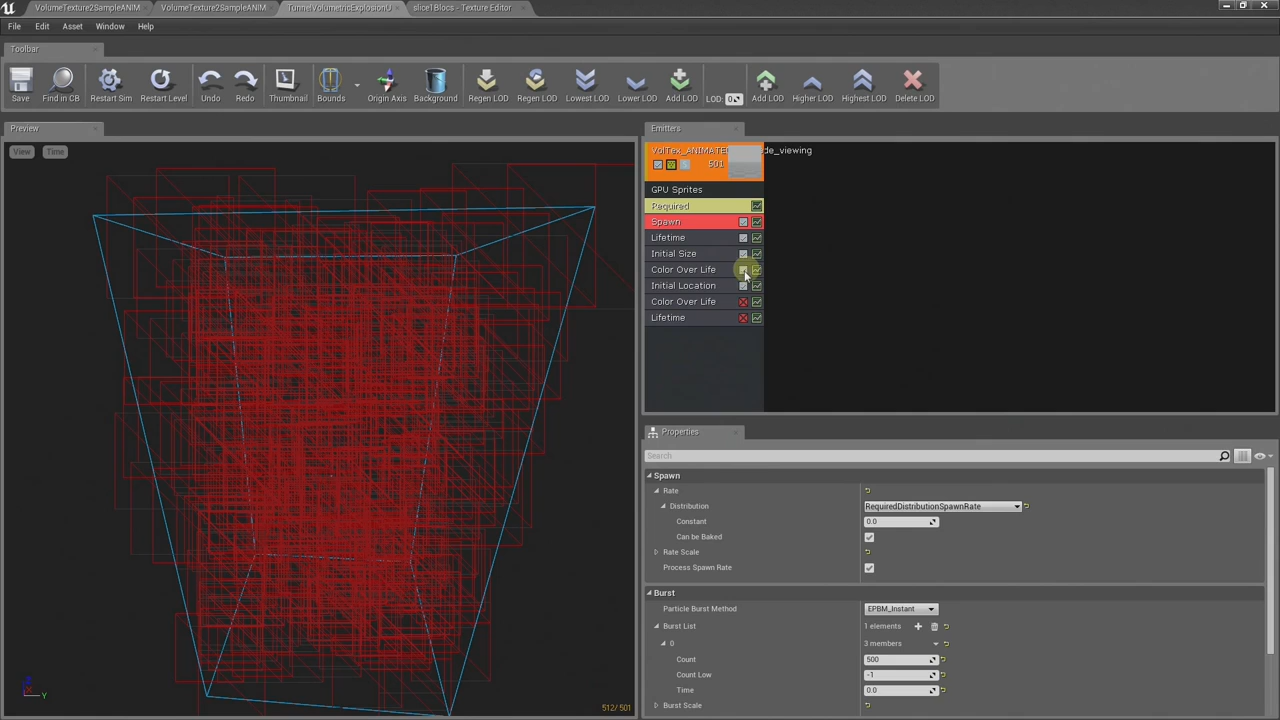 VolumeTexture2SampleANIM
VolumeTexture2SampleANIM
TunnelVolumetricExplosionU
slice1Blocs - Texture Editor
File Edit Asset Window Help
Toolbar
Save
Find in CB
Restart Sim
Restart Level
Undo
Redo
Thumbnail
Bounds
Origin Axis
Background
Regen LOD
Regen LOD
Lowest LOD
Lower LOD
Add LOD
LOD: 0
Add LOD
Higher LOD
Highest LOD
Delete LOD
Preview
View
Time
Z
Y
512/501
Emitters
VolTex_ANIMATE de_viewing
501
GPU Sprites
Required
Spawn
Lifetime
Initial Size
Color Over Life
Initial Location
Color Over Life
Lifetime
Properties
Search
Spawn
Rate
Distribution RequiredDistributionSpawnRate
Constant 0.0
Can be Baked
Rate Scale
Process Spawn Rate
Burst
Particle Burst Method EPBM_Instant
Burst List 1 elements
0 3 members
Count 500
Count Low -1
Time 0.0
Burst Scale